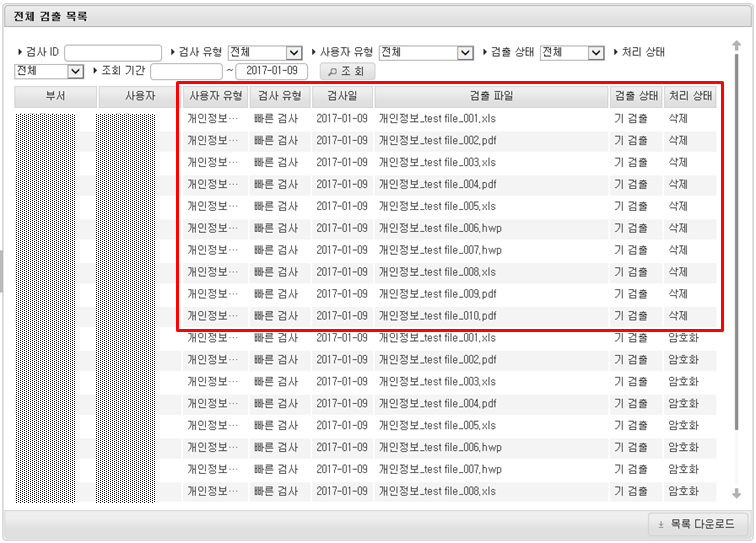 전체 검출 목록
검사 ID 검사 유형 전체 사용자 유형 전체 검출 상태 전체 처리 상태
전체 조회 기간 ~ 2017-01-09 조 회
부서 사용자 사용자 유형 검사 유형 검사일 검출 파일 검출 상태 처리 상태
개인정보… 빠른 검사 2017-01-09 개인정보_test file_001.xls 기 검출 삭제
개인정보… 빠른 검사 2017-01-09 개인정보_test file_002.pdf 기 검출 삭제
개인정보… 빠른 검사 2017-01-09 개인정보_test file_003.xls 기 검출 삭제
개인정보… 빠른 검사 2017-01-09 개인정보_test file_004.pdf 기 검출 삭제
개인정보… 빠른 검사 2017-01-09 개인정보_test file_005.xls 기 검출 삭제
개인정보… 빠른 검사 2017-01-09 개인정보_test file_006.hwp 기 검출 삭제
개인정보… 빠른 검사 2017-01-09 개인정보_test file_007.hwp 기 검출 삭제
개인정보… 빠른 검사 2017-01-09 개인정보_test file_008.xls 기 검출 삭제
개인정보… 빠른 검사 2017-01-09 개인정보_test file_009.pdf 기 검출 삭제
개인정보… 빠른 검사 2017-01-09 개인정보_test file_010.pdf 기 검출 삭제
개인정보… 빠른 검사 2017-01-09 개인정보_test file_001.xls 기 검출 암호화
개인정보… 빠른 검사 2017-01-09 개인정보_test file_002.pdf 기 검출 암호화
개인정보… 빠른 검사 2017-01-09 개인정보_test file_003.xls 기 검출 암호화
개인정보… 빠른 검사 2017-01-09 개인정보_test file_004.pdf 기 검출 암호화
개인정보… 빠른 검사 2017-01-09 개인정보_test file_005.xls 기 검출 암호화
개인정보… 빠른 검사 2017-01-09 개인정보_test file_006.hwp 기 검출 암호화
개인정보… 빠른 검사 2017-01-09 개인정보_test file_007.hwp 기 검출 암호화
개인정보… 빠른 검사 2017-01-09 개인정보_test file_008.xls 기 검출 암호화
목록 다운로드